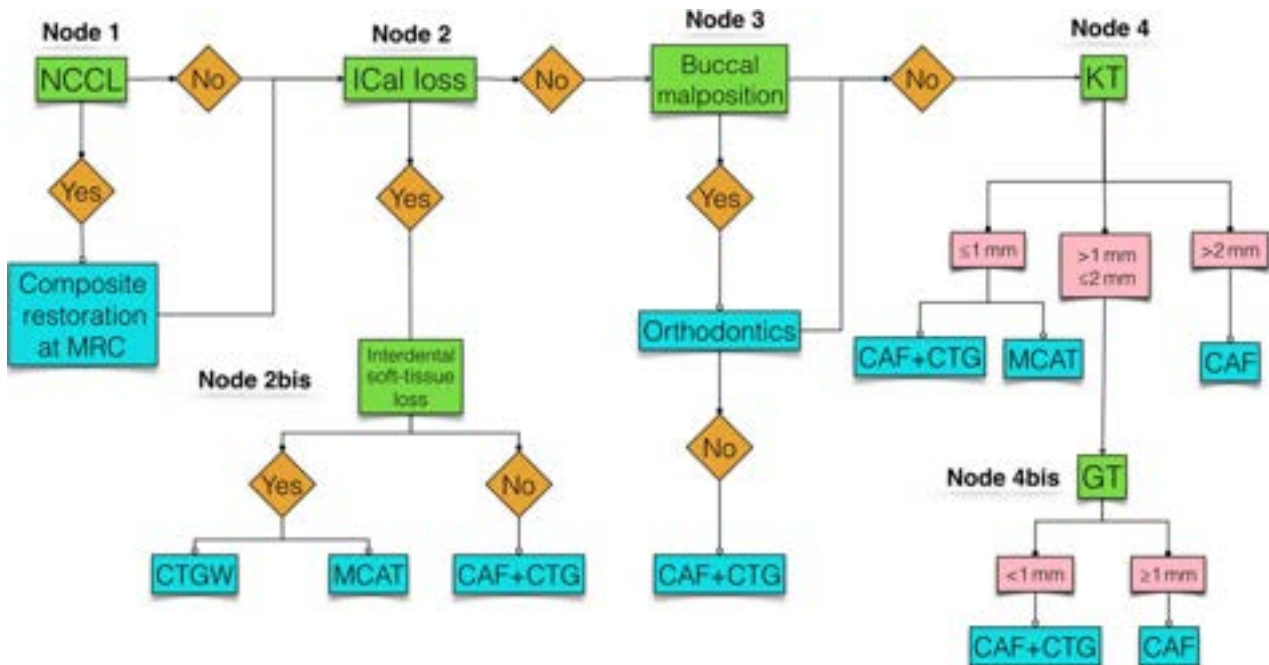 Node 1
NCCL
No
Yes
Composite
restoration
at MRC
Node 2
ICal loss
No
Yes
Node 2bis
Interdental
soft-tissue
loss
Yes
No
CTGW
MCAT
CAF+CTG
Node 3
Buccal
malposition
No
Yes
Orthodontics
No
CAF+CTG
Node 4
KT
≤1 mm
>1 mm
≤2 mm
>2 mm
CAF+CTG
MCAT
CAF
Node 4bis
GT
<1 mm
≥1 mm
CAF+CTG
CAF